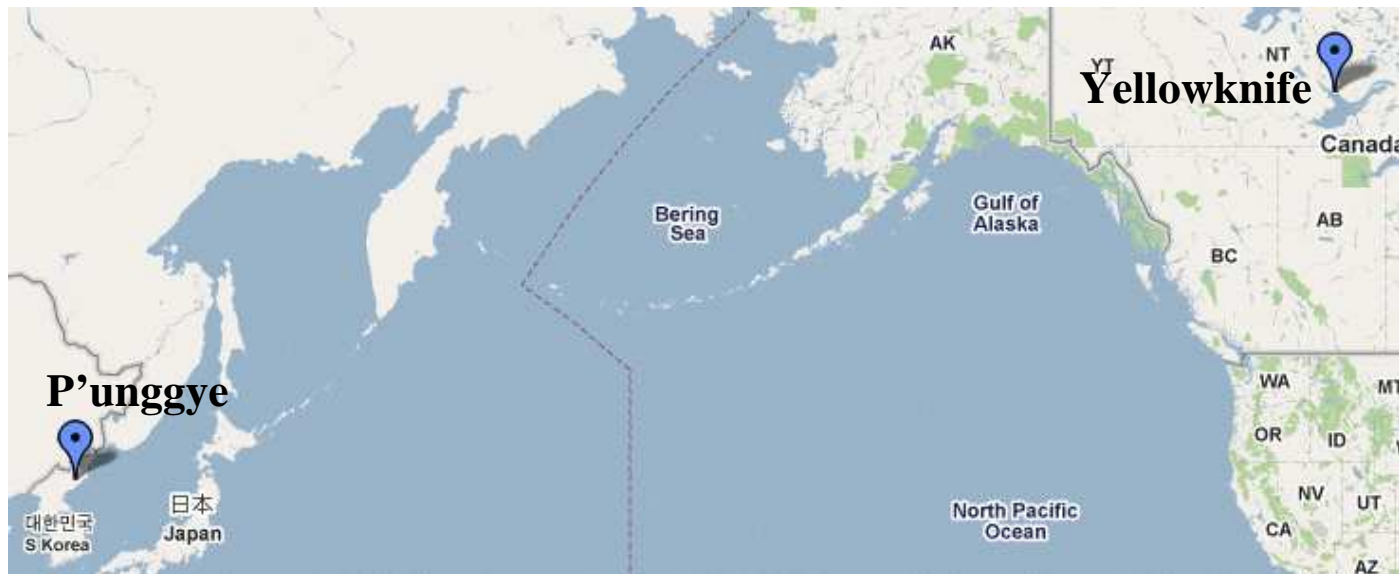 AK
YT
NT
Yellowknife
Canada
Bering
Sea
Gulf of
Alaska
AB
BC
P'unggye
WA
MT
OR
ID
日本
Japan
대한민국
S Korea
North Pacific
Ocean
NV
UT
CA
AZ